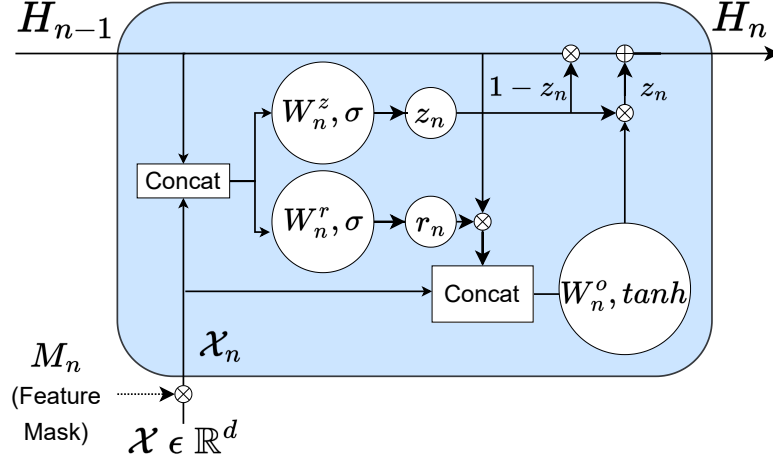 H_{n-1}
H_n
W_n^z, σ
z_n
1 - z_n
z_n
Concat
W_n^r, σ
r_n
Concat
W_n^o, tanh
𝒳_n
M_n
(Feature
Mask)
𝒳 ϵ ℝ^d